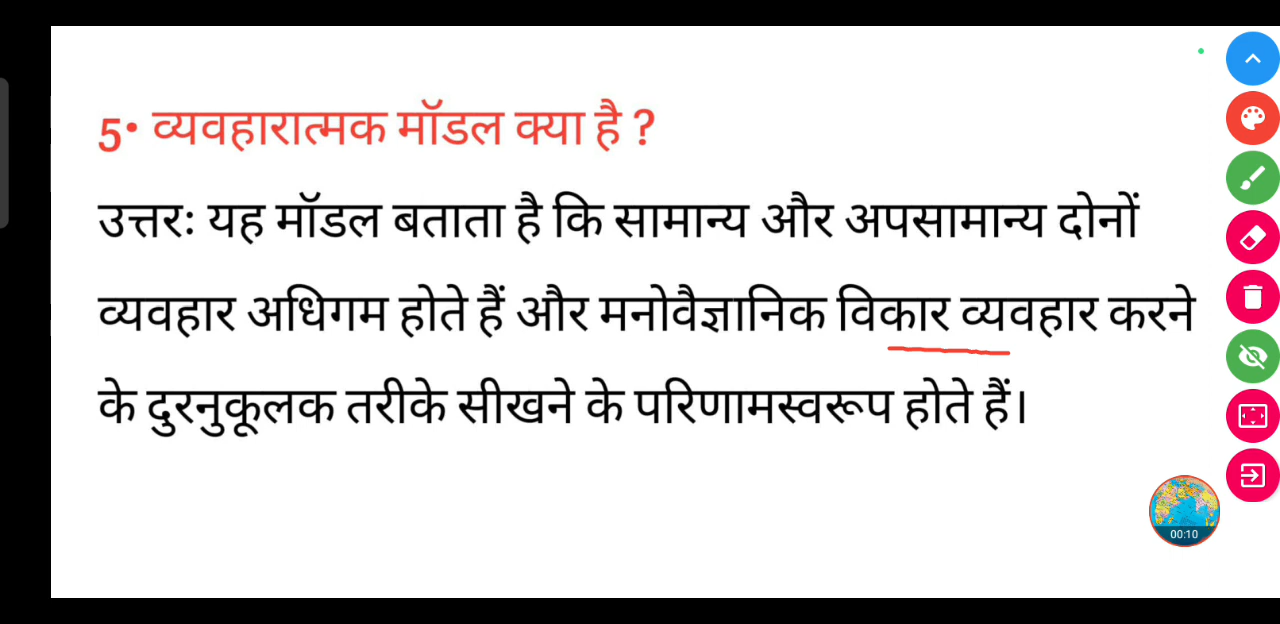 5• व्यवहारात्मक मॉडल क्या है ?
उत्तरः यह मॉडल बताता है कि सामान्य और अपसामान्य दोनों
व्यवहार अधिगम होते हैं और मनोवैज्ञानिक विकार व्यवहार करने
के दुरनुकूलक तरीके सीखने के परिणामस्वरूप होते हैं।
00:10